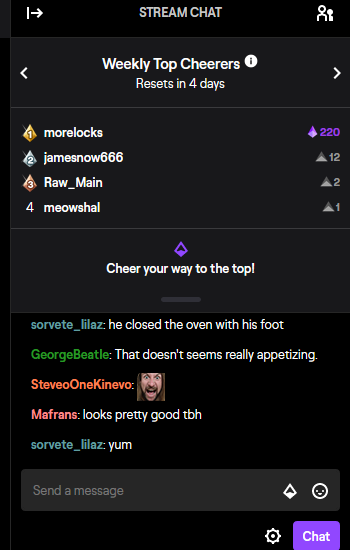 STREAM CHAT
Weekly Top Cheerers
Resets in 4 days
1 morelocks 220
2 jamesnow666 12
3 Raw_Main 2
4 meowshal 1
Cheer your way to the top!
sorvete_lilaz: he closed the oven with his foot
GeorgeBeatle: That doesn't seems really appetizing.
SteveoOneKinevo:
Mafrans: looks pretty good tbh
sorvete_lilaz: yum
Send a message
Chat